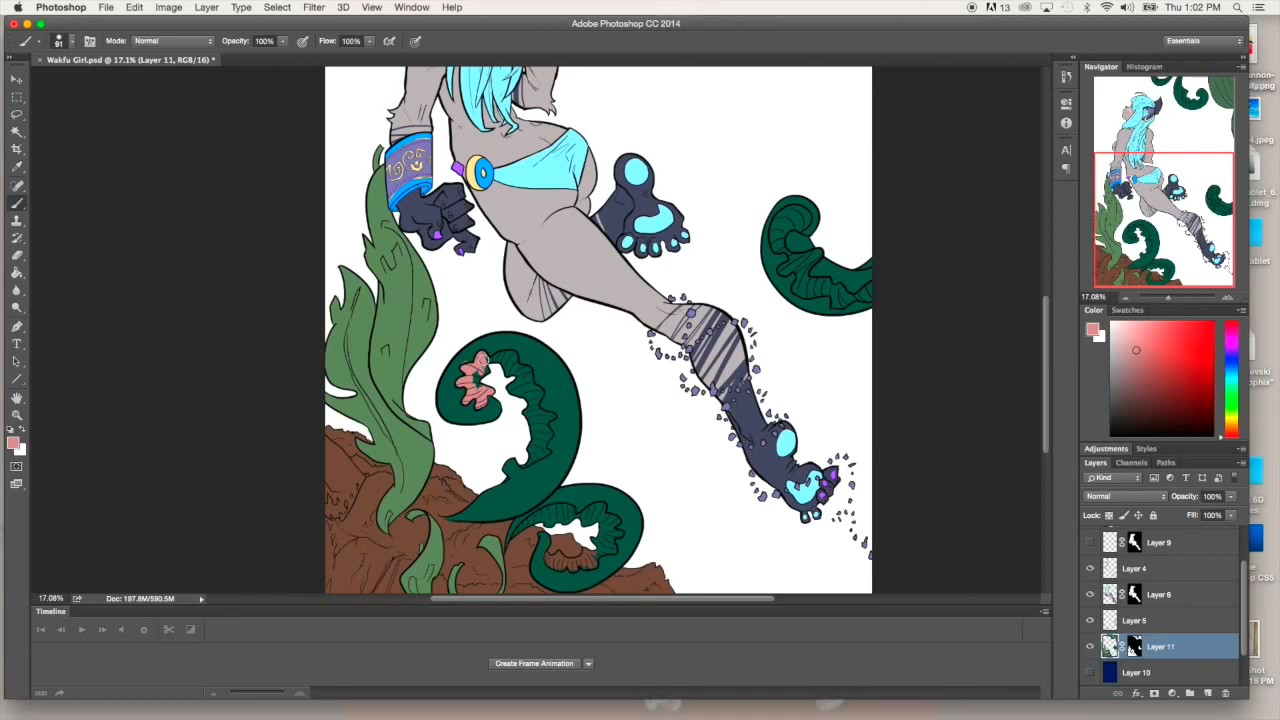 Photoshop File Edit Image Layer Type Select Filter 3D View Window Help
13 Thu 1:02 PM
Adobe Photoshop CC 2014
91 Mode: Normal Opacity: 100% Flow: 100% Essentials
× Wakfu Girl.psd @ 17.1% (Layer 11, RGB/16) *
Navigator Histogram
17.08%
Color Swatches
Adjustments Styles
Layers Channels Paths
Kind
Normal Opacity: 100%
Lock: Fill: 100%
Layer 9
Layer 4
Layer 6
Layer 5
Layer 11
Layer 10
17.08% Doc: 197.8M/590.5M
Timeline
Create Frame Animation